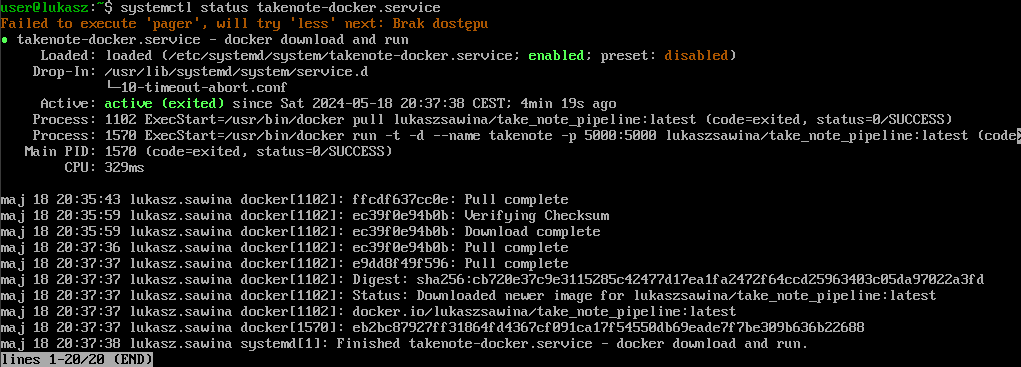 user@lukasz:~$ systemctl status takenote-docker.service
Failed to execute 'pager', will try 'less' next: Brak dostępu
● takenote-docker.service - docker download and run
Loaded: loaded (/etc/systemd/system/takenote-docker.service; enabled; preset: disabled)
Drop-In: /usr/lib/systemd/system/service.d
└─10-timeout-abort.conf
Active: active (exited) since Sat 2024-05-18 20:37:38 CEST; 4min 19s ago
Process: 1102 ExecStart=/usr/bin/docker pull lukaszsawina/take_note_pipeline:latest (code=exited, status=0/SUCCESS)
Process: 1570 ExecStart=/usr/bin/docker run -t -d --name takenote -p 5000:5000 lukaszsawina/take_note_pipeline:latest (code>
Main PID: 1570 (code=exited, status=0/SUCCESS)
CPU: 329ms
maj 18 20:35:43 lukasz.sawina docker[1102]: ffcdf637cc0e: Pull complete
maj 18 20:35:59 lukasz.sawina docker[1102]: ec39f0e94b0b: Verifying Checksum
maj 18 20:35:59 lukasz.sawina docker[1102]: ec39f0e94b0b: Download complete
maj 18 20:37:36 lukasz.sawina docker[1102]: ec39f0e94b0b: Pull complete
maj 18 20:37:37 lukasz.sawina docker[1102]: e9dd8f49f596: Pull complete
maj 18 20:37:37 lukasz.sawina docker[1102]: Digest: sha256:cb720e37c9e3115285c42477d17ea1fa2472f64ccd25963403c05da97022a3fd
maj 18 20:37:37 lukasz.sawina docker[1102]: Status: Downloaded newer image for lukaszsawina/take_note_pipeline:latest
maj 18 20:37:37 lukasz.sawina docker[1102]: docker.io/lukaszsawina/take_note_pipeline:latest
maj 18 20:37:37 lukasz.sawina docker[1570]: eb2bc87927ff31864fd4367cf091ca17f54550db69eade7f7be309b636b22688
maj 18 20:37:38 lukasz.sawina systemd[1]: Finished takenote-docker.service - docker download and run.
lines 1-20/20 (END)